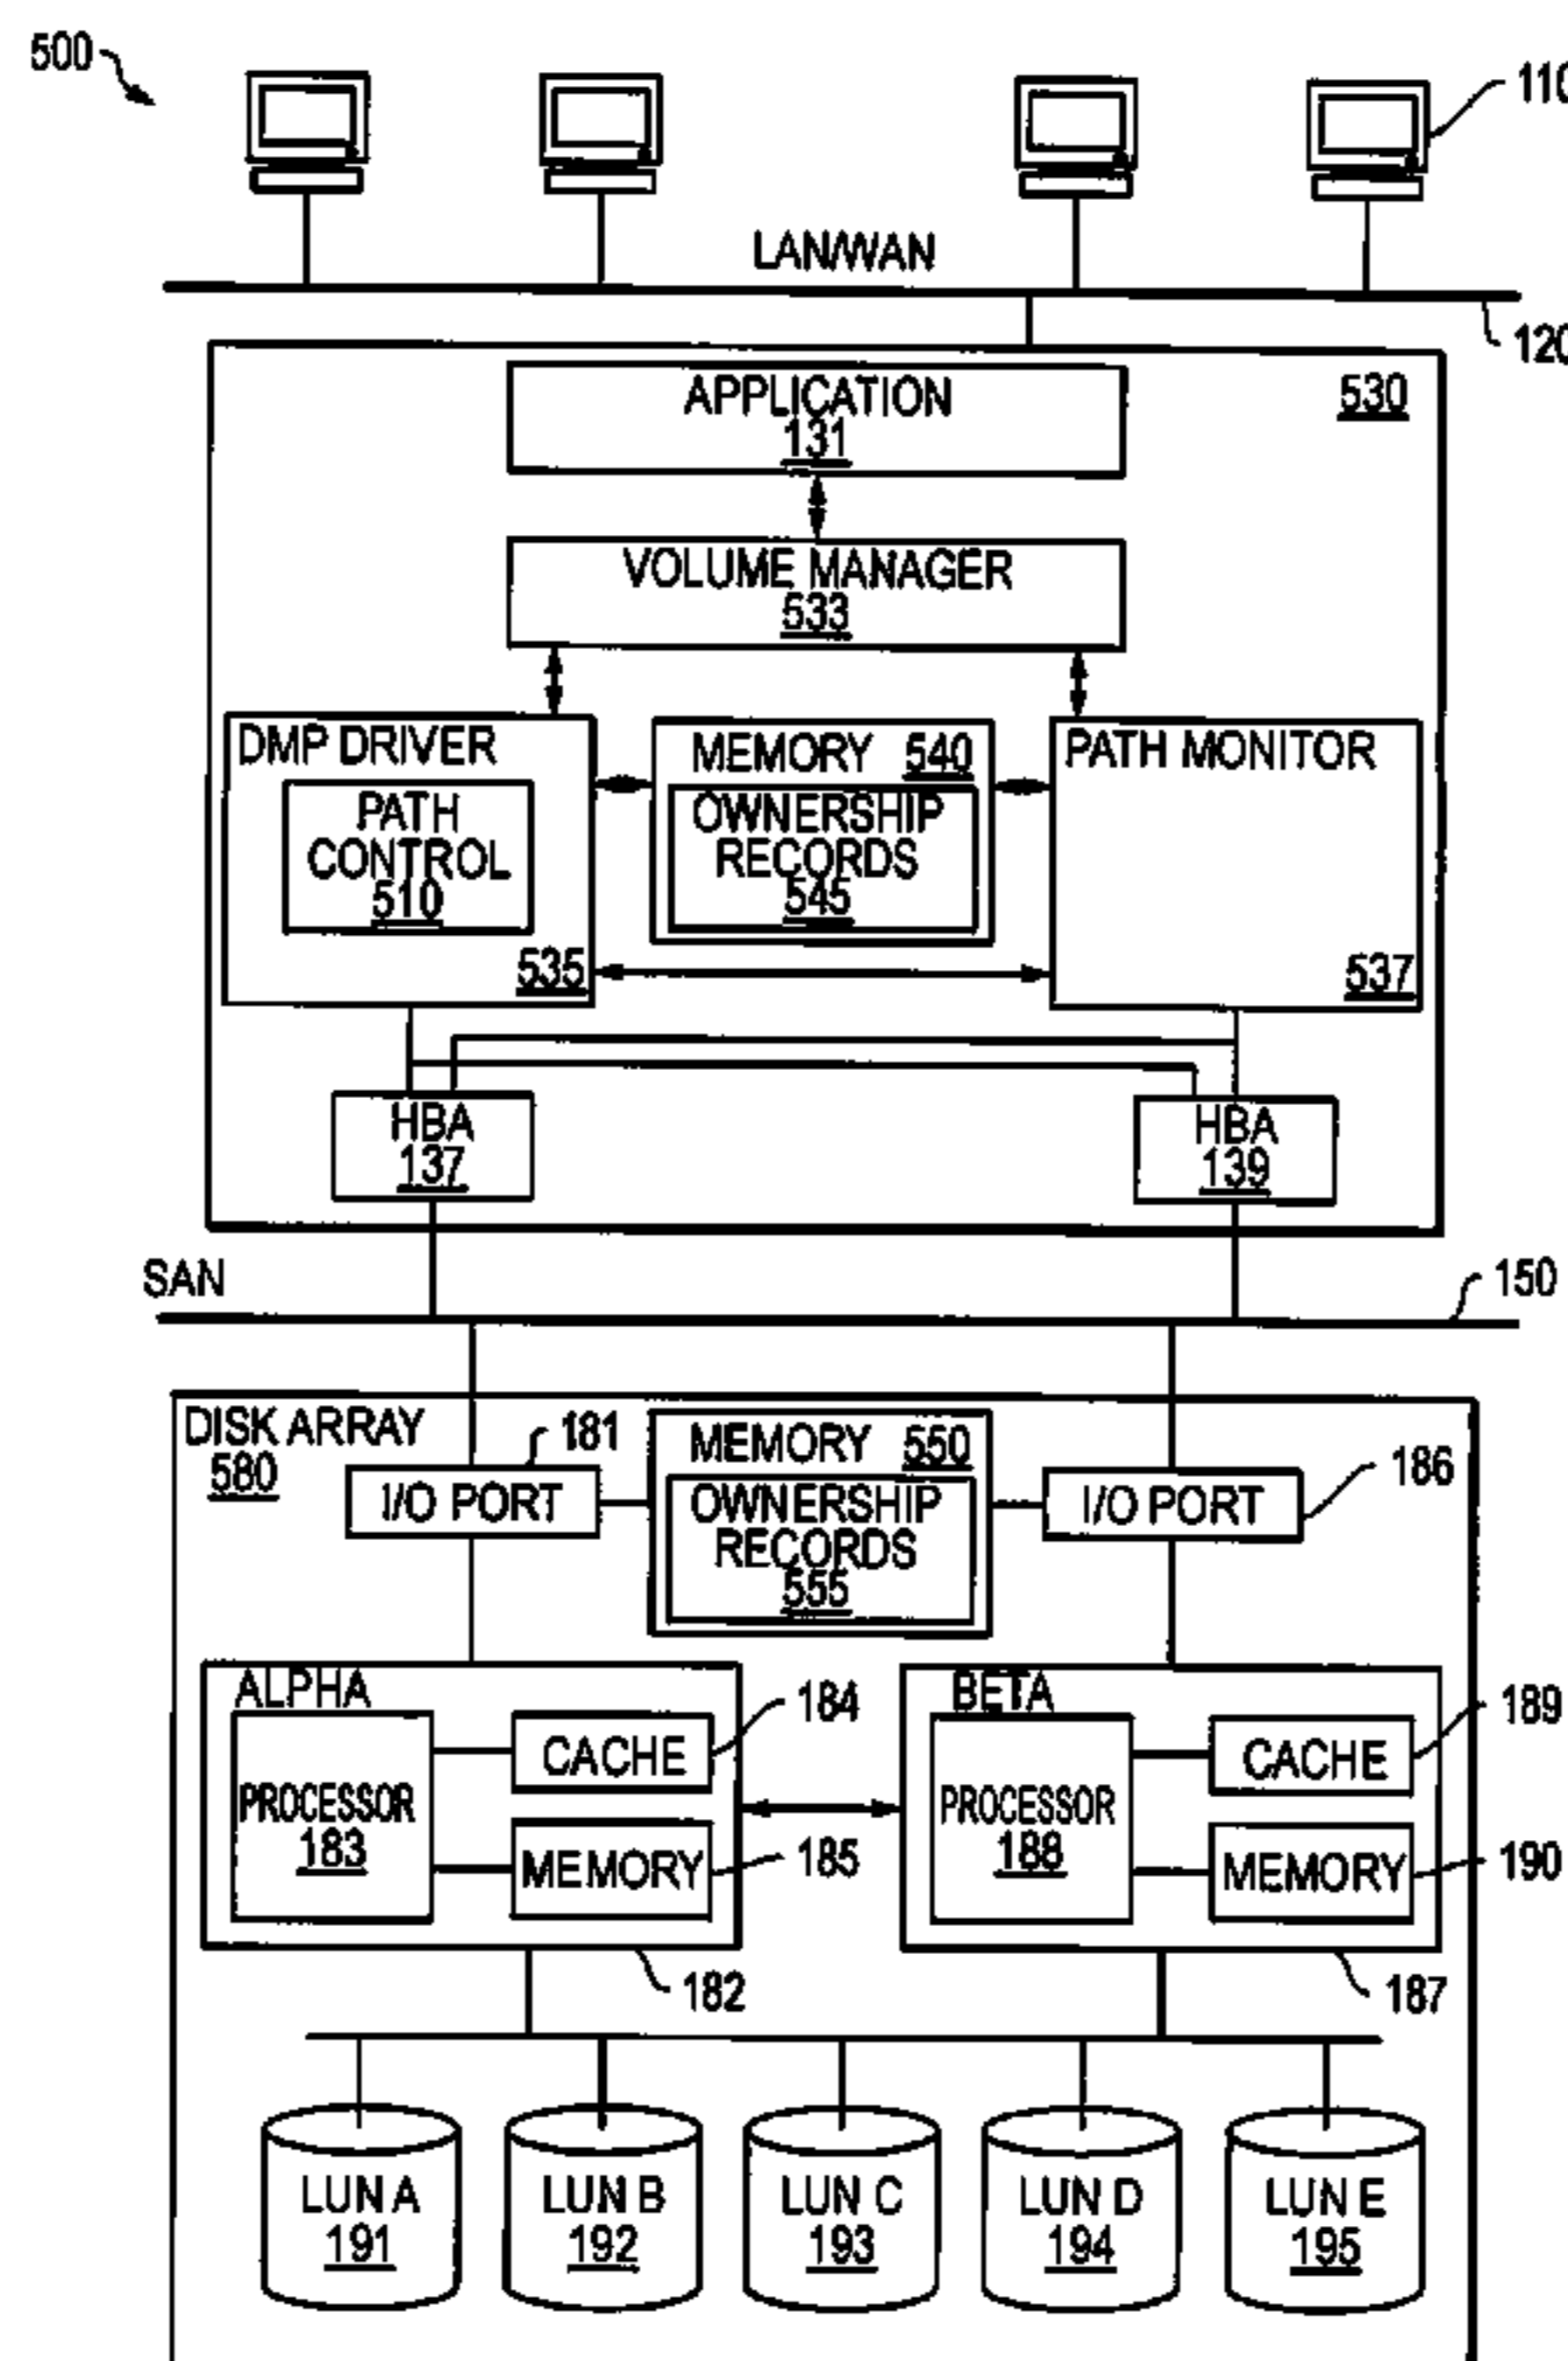 500
110
LAN/WAN
120
530
APPLICATION
131
VOLUME MANAGER
533
DMP DRIVER
PATH
CONTROL
510
535
MEMORY 540
OWNERSHIP
RECORDS
545
PATH MONITOR
537
HBA
137
HBA
139
SAN
150
DISK ARRAY
580
181
I/O PORT
MEMORY 550
OWNERSHIP
RECORDS
555
186
I/O PORT
ALPHA
PROCESSOR
183
CACHE
184
MEMORY
185
182
BETA
PROCESSOR
188
CACHE
189
MEMORY
190
187
LUN A
191
LUN B
192
LUN C
193
LUN D
194
LUN E
195